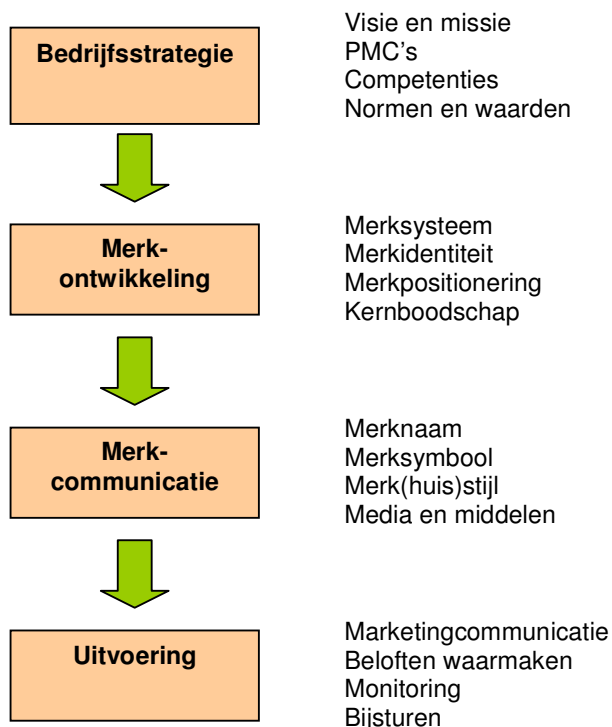 Bedrijfsstrategie
Visie en missie
PMC's
Competenties
Normen en waarden
Merk-
ontwikkeling
Merksysteem
Merkidentiteit
Merkpositionering
Kernboodschap
Merk-
communicatie
Merknaam
Merksymbool
Merk(huis)stijl
Media en middelen
Uitvoering
Marketingcommunicatie
Beloften waarmaken
Monitoring
Bijsturen